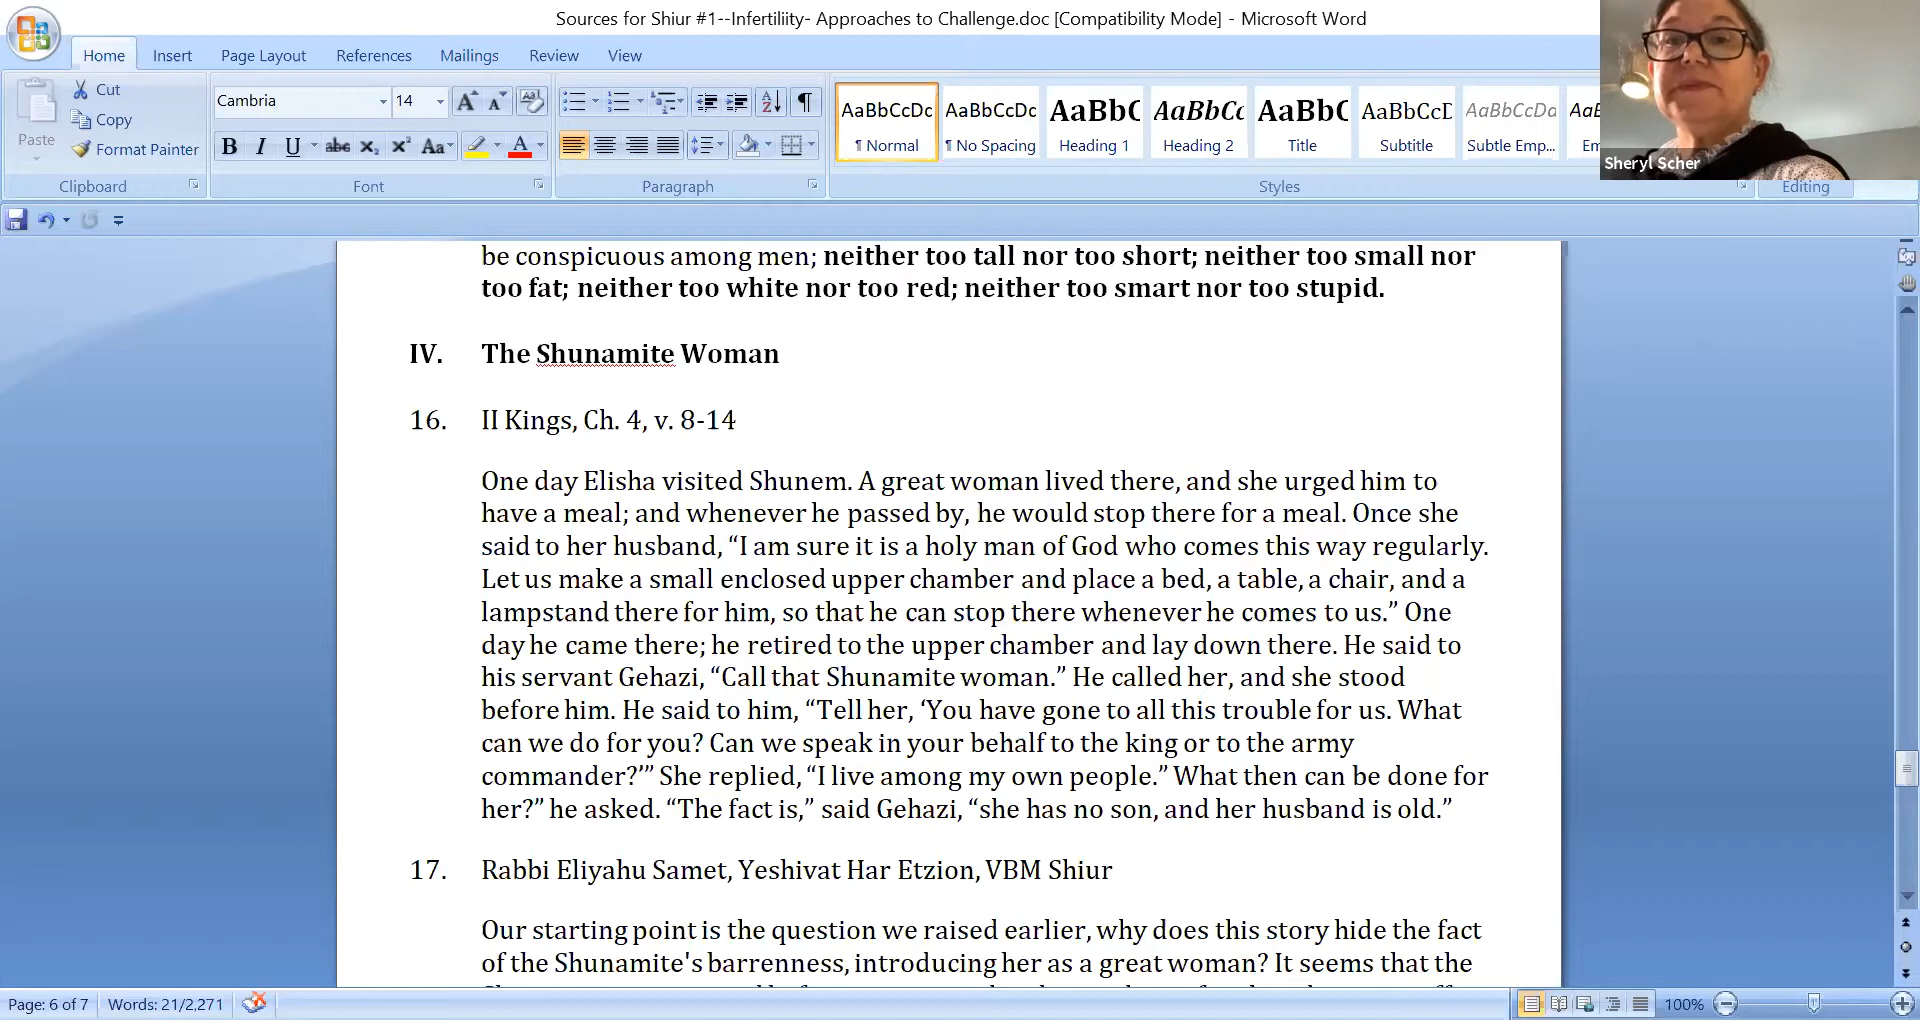 Sources for Shiur #1--Infertiliity- Approaches to Challenge.doc [Compatibility Mode] - Microsoft Word
Home Insert Page Layout References Mailings Review View
Paste
Cut
Copy
Format Painter
Clipboard
Cambria 14
B I U abc X₂ X² Aa A
Font
Paragraph
AaBbCcDc AaBbCcDc AaBbC AaBbCc AaBbC AaBbCcD AaBbCcDa
¶ Normal ¶ No Spacing Heading 1 Heading 2 Title Subtitle Subtle Emp... Em
Styles
Editing
Sheryl Scher
be conspicuous among men; neither too tall nor too short; neither too small nor
too fat; neither too white nor too red; neither too smart nor too stupid.
IV. The Shunamite Woman
16. II Kings, Ch. 4, v. 8-14
One day Elisha visited Shunem. A great woman lived there, and she urged him to
have a meal; and whenever he passed by, he would stop there for a meal. Once she
said to her husband, “I am sure it is a holy man of God who comes this way regularly.
Let us make a small enclosed upper chamber and place a bed, a table, a chair, and a
lampstand there for him, so that he can stop there whenever he comes to us.” One
day he came there; he retired to the upper chamber and lay down there. He said to
his servant Gehazi, “Call that Shunamite woman.” He called her, and she stood
before him. He said to him, “Tell her, ‘You have gone to all this trouble for us. What
can we do for you? Can we speak in your behalf to the king or to the army
commander?’” She replied, “I live among my own people.” What then can be done for
her?” he asked. “The fact is,” said Gehazi, “she has no son, and her husband is old.”
17. Rabbi Eliyahu Samet, Yeshivat Har Etzion, VBM Shiur
Our starting point is the question we raised earlier, why does this story hide the fact
of the Shunamite's barrenness, introducing her as a great woman? It seems that the
Page: 6 of 7 Words: 21/2,271 100%